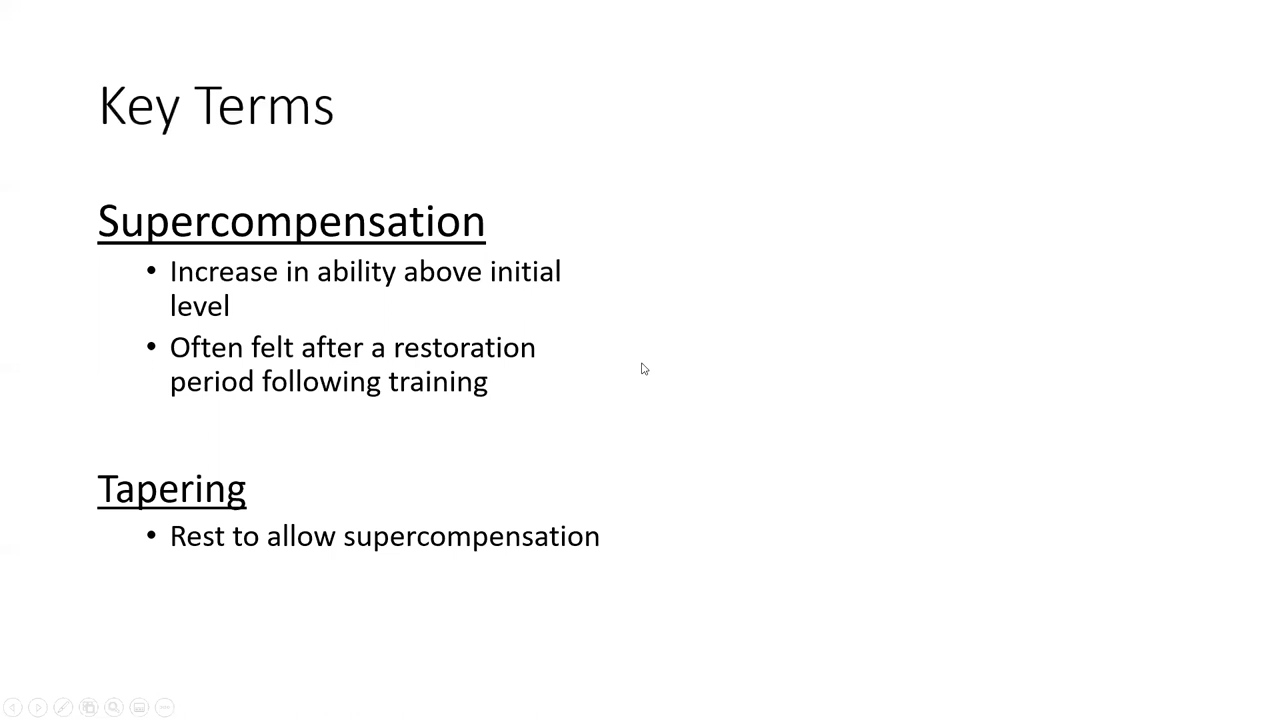 Key Terms
Supercompensation
• Increase in ability above initial
level
• Often felt after a restoration
period following training
Tapering
• Rest to allow supercompensation